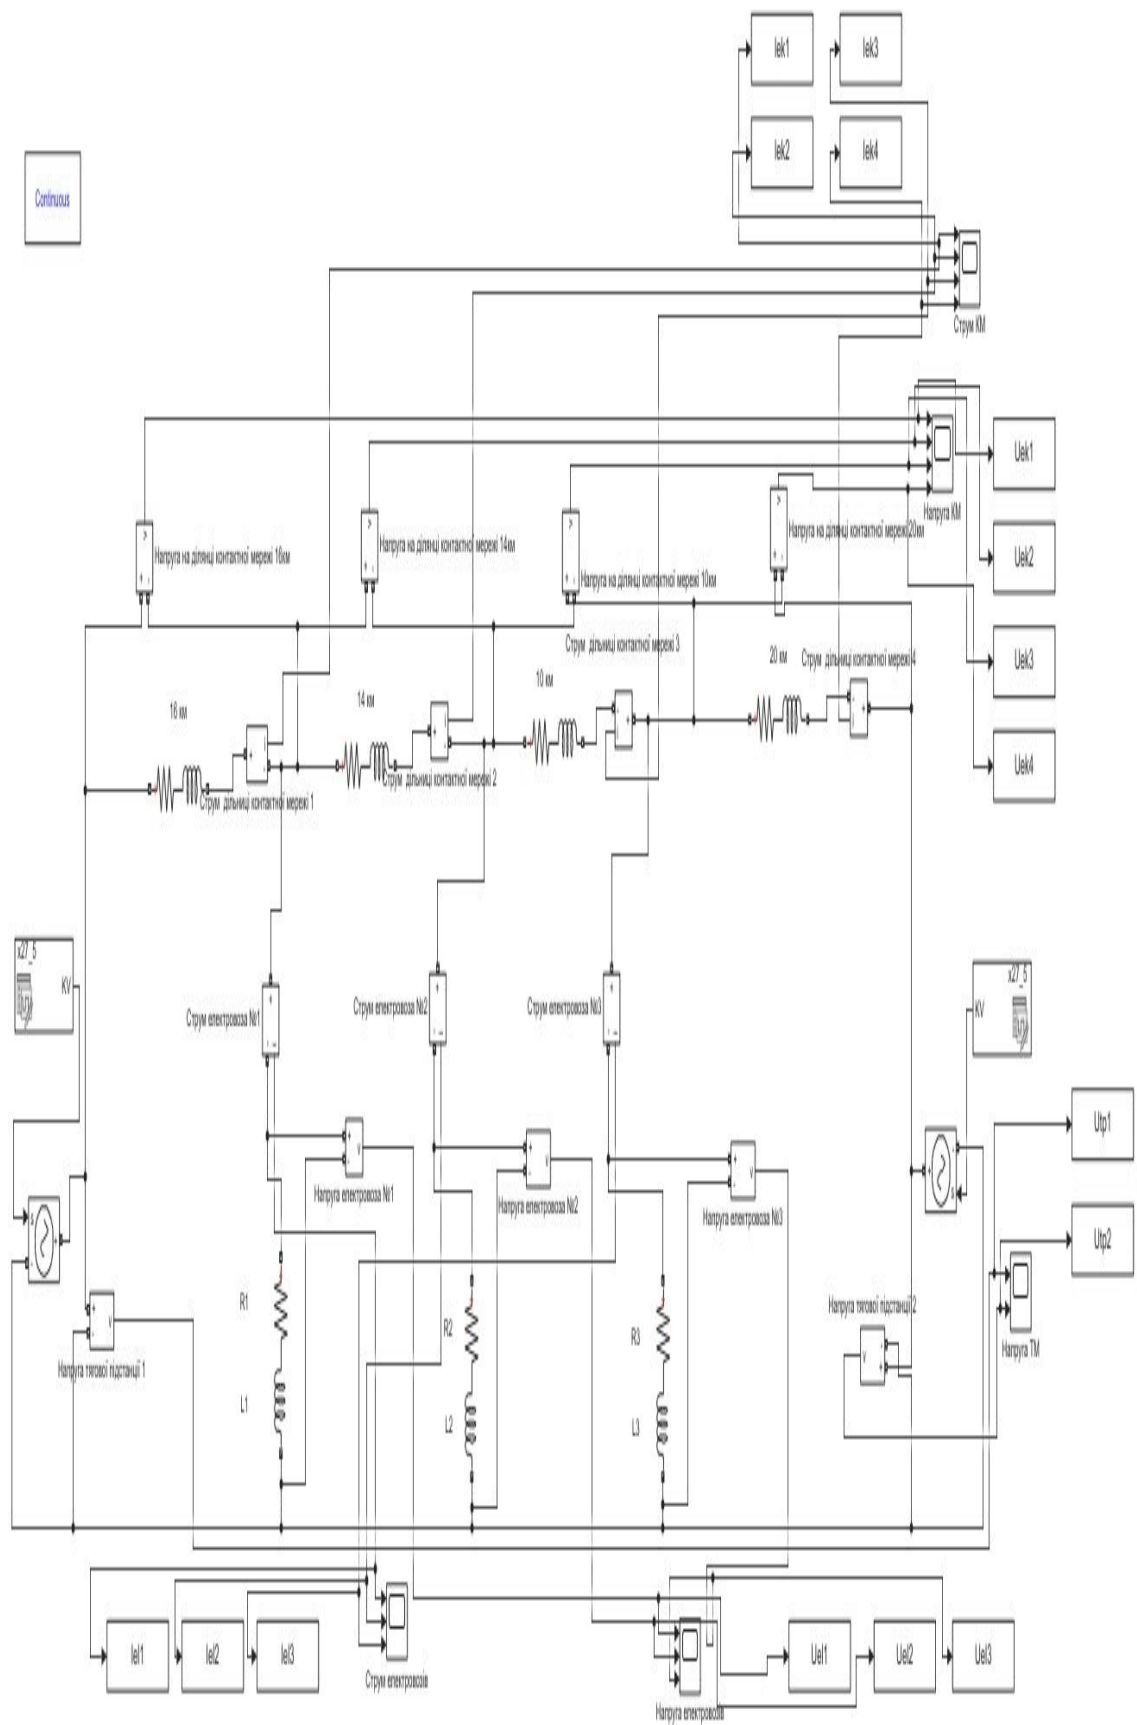 Iek1
Iek3
Iek2
Iek4
Continuous
Струм КМ
Uek1
Напруга КМ
Напруга на ділянці контактної мережі 16км
Напруга на ділянці контактної мережі 14км
Напруга на ділянці контактної мережі 10км
Напруга на ділянці контактної мережі 20км
Uek2
Струм дільниці контактної мережі 3
20 км
Струм дільниці контактної мережі 4
Uek3
16 км
14 км
10 км
Uek4
Струм дільниці контактної мережі 1
Струм дільниці контактної мережі 2
x27_5
KV
x27_5
KV
Струм електровоза №1
Струм електровоза №2
Струм електровоза №3
Utp1
Напруга електровоза №1
Напруга електровоза №2
Напруга електровоза №3
Utp2
R1
R2
R3
Напруга тягової підстанції 2
Напруга ТМ
Напруга тягової підстанції 1
L1
L2
L3
Iel1
Iel2
Iel3
Струм електровозів
Напруга електровозів
Uel1
Uel2
Uel3